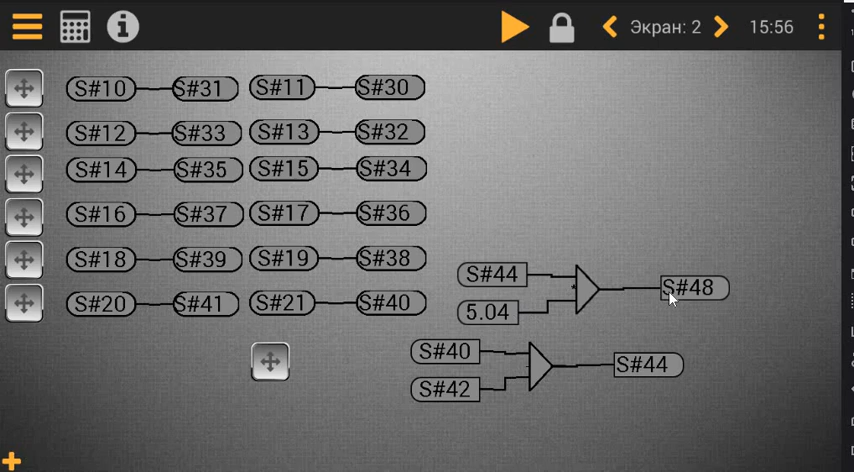 Экран: 2 15:56
S#10 S#31 S#11 S#30
S#12 S#33 S#13 S#32
S#14 S#35 S#15 S#34
S#16 S#37 S#17 S#36
S#18 S#39 S#19 S#38
S#20 S#41 S#21 S#40
S#44
5.04
S#48
S#40
S#42
S#44